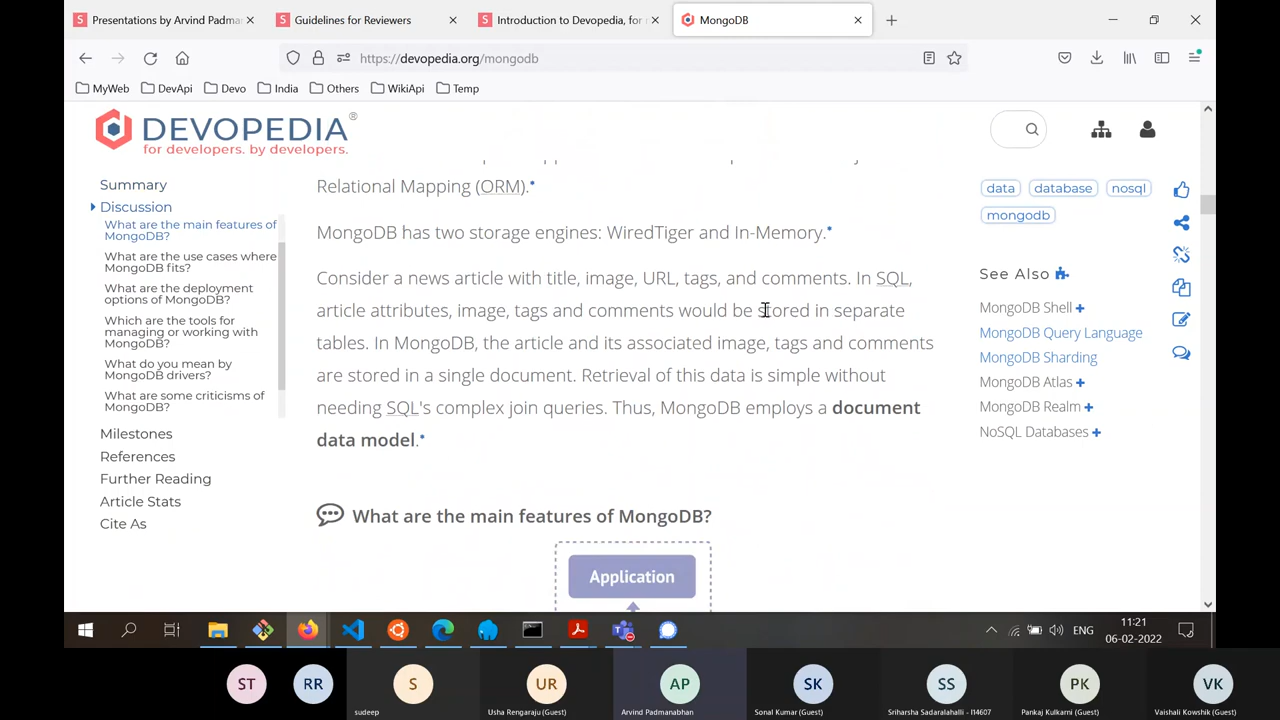 Presentations by Arvind Padma
Guidelines for Reviewers
Introduction to Devopedia, for
MongoDB
https://devopedia.org/mongodb
MyWeb
DevApi
Devo
India
Others
WikiApi
Temp
DEVOPEDIA®
for developers. by developers.
Summary
Discussion
What are the main features of
MongoDB?
What are the use cases where
MongoDB fits?
What are the deployment
options of MongoDB?
Which are the tools for
managing or working with
MongoDB?
What do you mean by
MongoDB drivers?
What are some criticisms of
MongoDB?
Milestones
References
Further Reading
Article Stats
Cite As
Relational Mapping (ORM).
MongoDB has two storage engines: WiredTiger and In-Memory.
Consider a news article with title, image, URL, tags, and comments. In SQL,
article attributes, image, tags and comments would be stored in separate
tables. In MongoDB, the article and its associated image, tags and comments
are stored in a single document. Retrieval of this data is simple without
needing SQL's complex join queries. Thus, MongoDB employs a document
data model.
What are the main features of MongoDB?
Application
data
database
nosql
mongodb
See Also
MongoDB Shell +
MongoDB Query Language
MongoDB Sharding
MongoDB Atlas +
MongoDB Realm +
NoSQL Databases +
ENG
11:21
06-02-2022
ST
RR
S
UR
AP
SK
SS
PK
VK
sudeep
Usha Rengaraju (Guest)
Arvind Padmanabhan
Sonal Kumar (Guest)
Sriharsha Sadaralahalli - I14607
Pankaj Kulkarni (Guest)
Vaishali Kowshik (Guest)